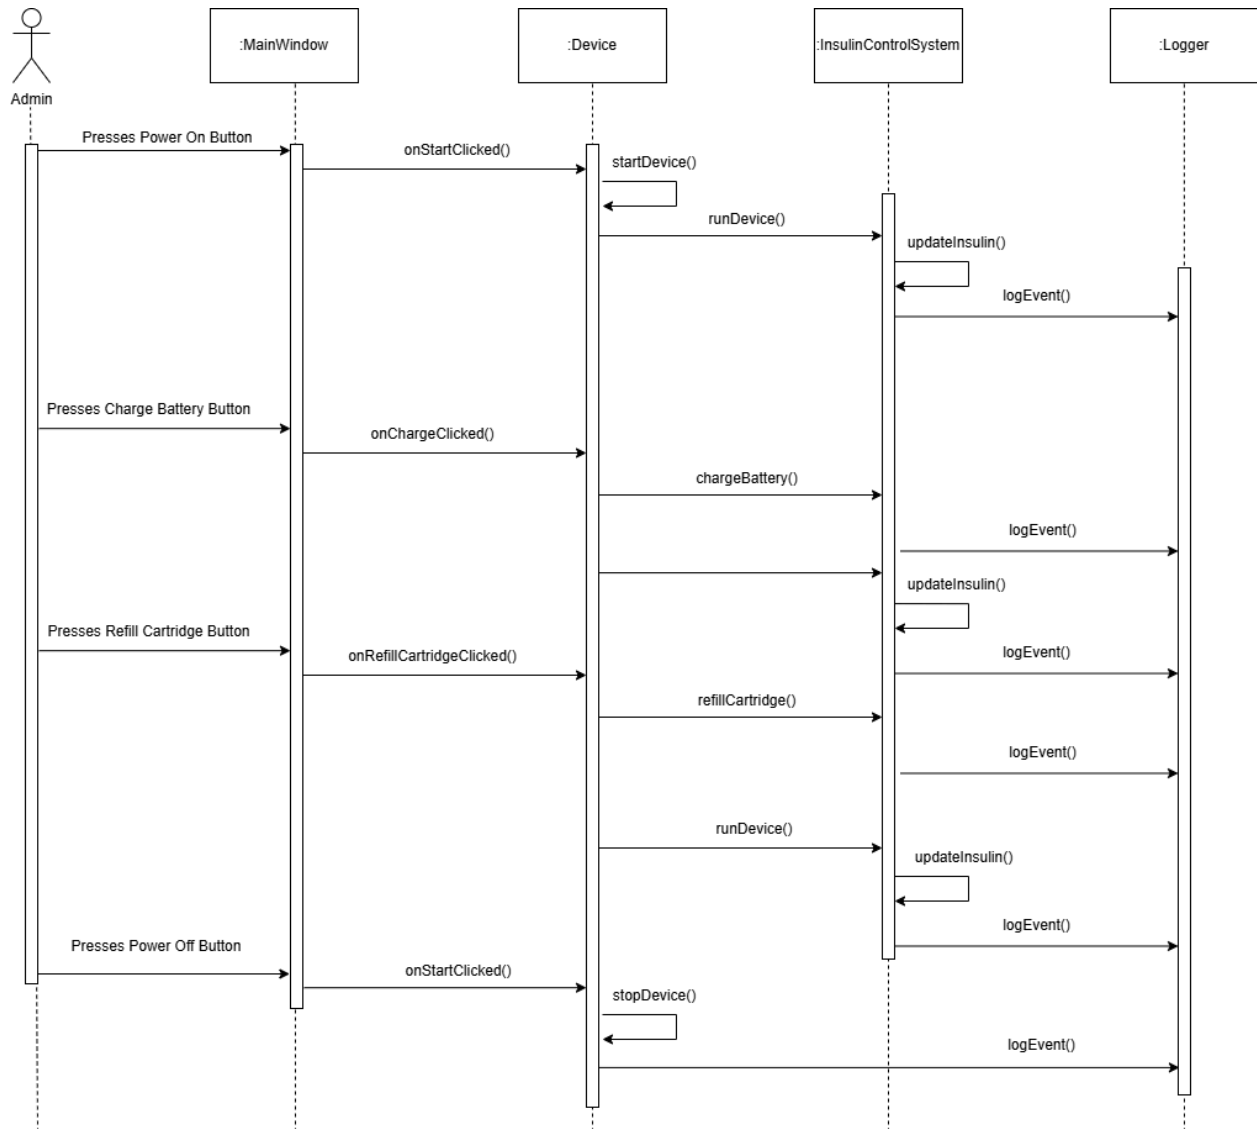 :MainWindow
:Device
:InsulinControlSystem
:Logger
Admin
Presses Power On Button
onStartClicked()
startDevice()
runDevice()
updateInsulin()
logEvent()
Presses Charge Battery Button
onChargeClicked()
chargeBattery()
logEvent()
updateInsulin()
Presses Refill Cartridge Button
onRefillCartridgeClicked()
logEvent()
refillCartridge()
logEvent()
runDevice()
updateInsulin()
logEvent()
Presses Power Off Button
onStartClicked()
stopDevice()
logEvent()